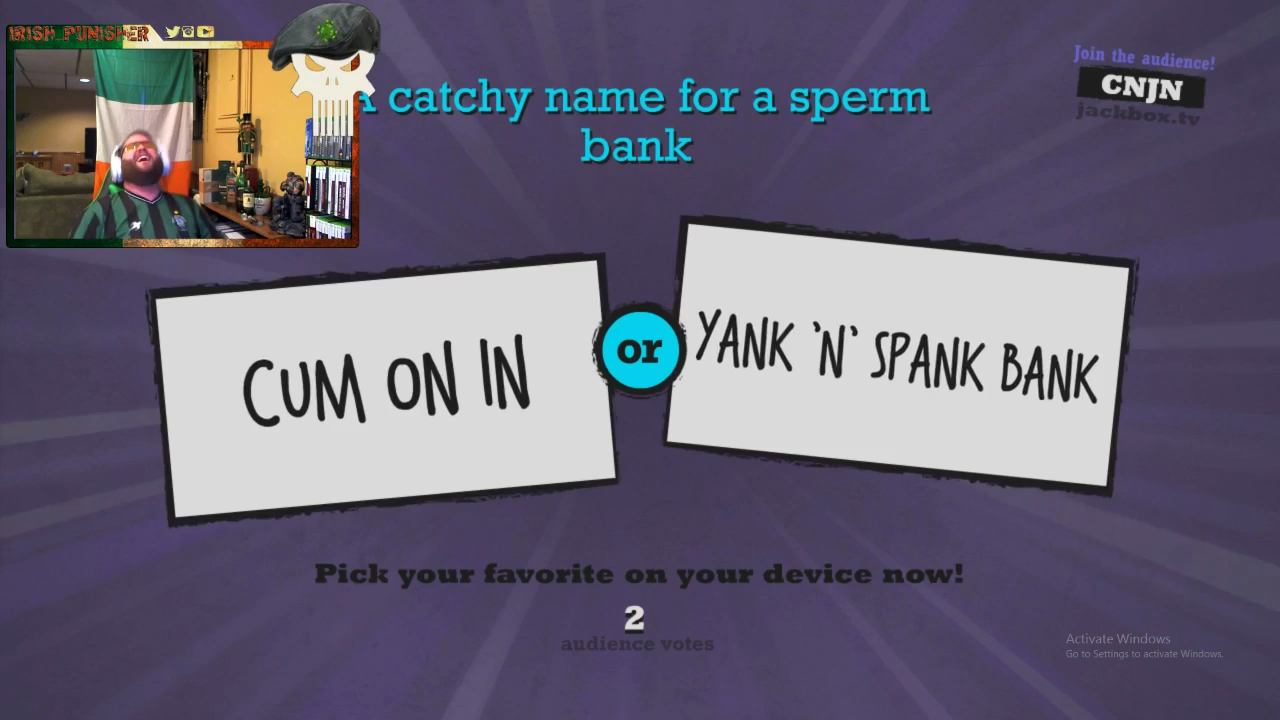 IRISH_PUNISHER
A catchy name for a sperm
bank
Join the audience!
CNJN
jackbox.tv
CUM ON IN
or
YANK 'N' SPANK BANK
Pick your favorite on your device now!
2
audience votes
Activate Windows
Go to Settings to activate Windows.